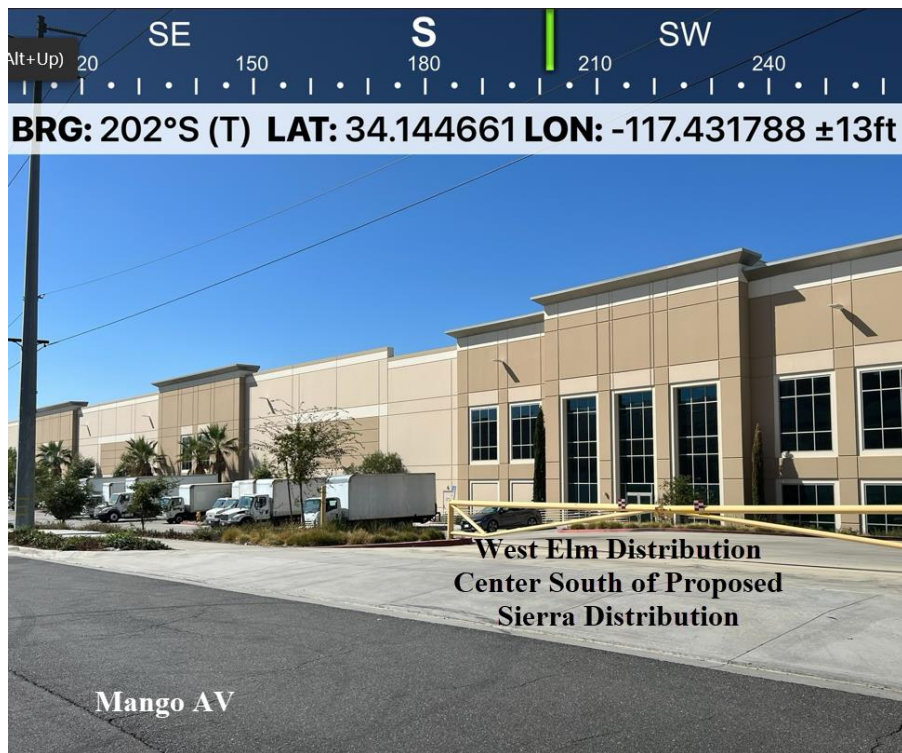 SE S SW
Alt+Up) 20 150 180 210 240
BRG: 202°S (T) LAT: 34.144661 LON: -117.431788 ±13ft
West Elm Distribution
Center South of Proposed
Sierra Distribution
Mango AV